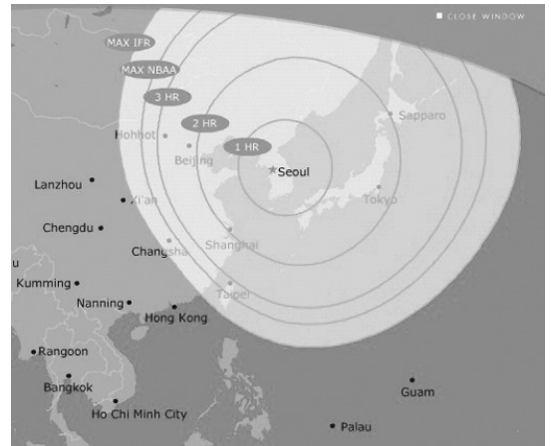 CLOSE WINDOW
MAX IFR
MAX NBAA
3 HR
2 HR
1 HR
Sapporo
Hohhot
Beijing
Seoul
Lanzhou
Xi'an
Tokyo
Chengdu
Changsha
Shanghai
u
Kumming
Taipei
Nanning
Hong Kong
Rangoon
Bangkok
Guam
Ho Chi Minh City
Palau